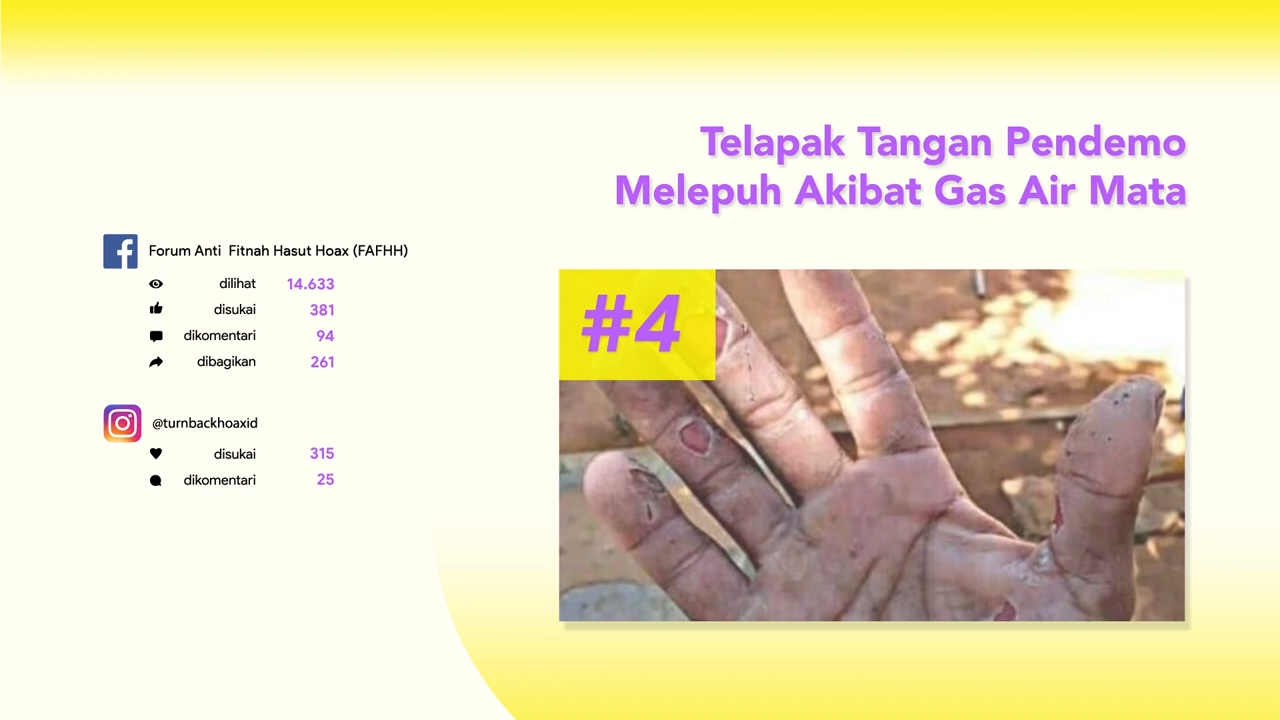 Telapak Tangan Pendemo
Melepuh Akibat Gas Air Mata
Forum Anti Fitnah Hasut Hoax (FAFHH)
dilihat 14.633
disukai 381
dikomentari 94
dibagikan 261
@turnbackhoaxid
disukai 315
dikomentari 25
#4